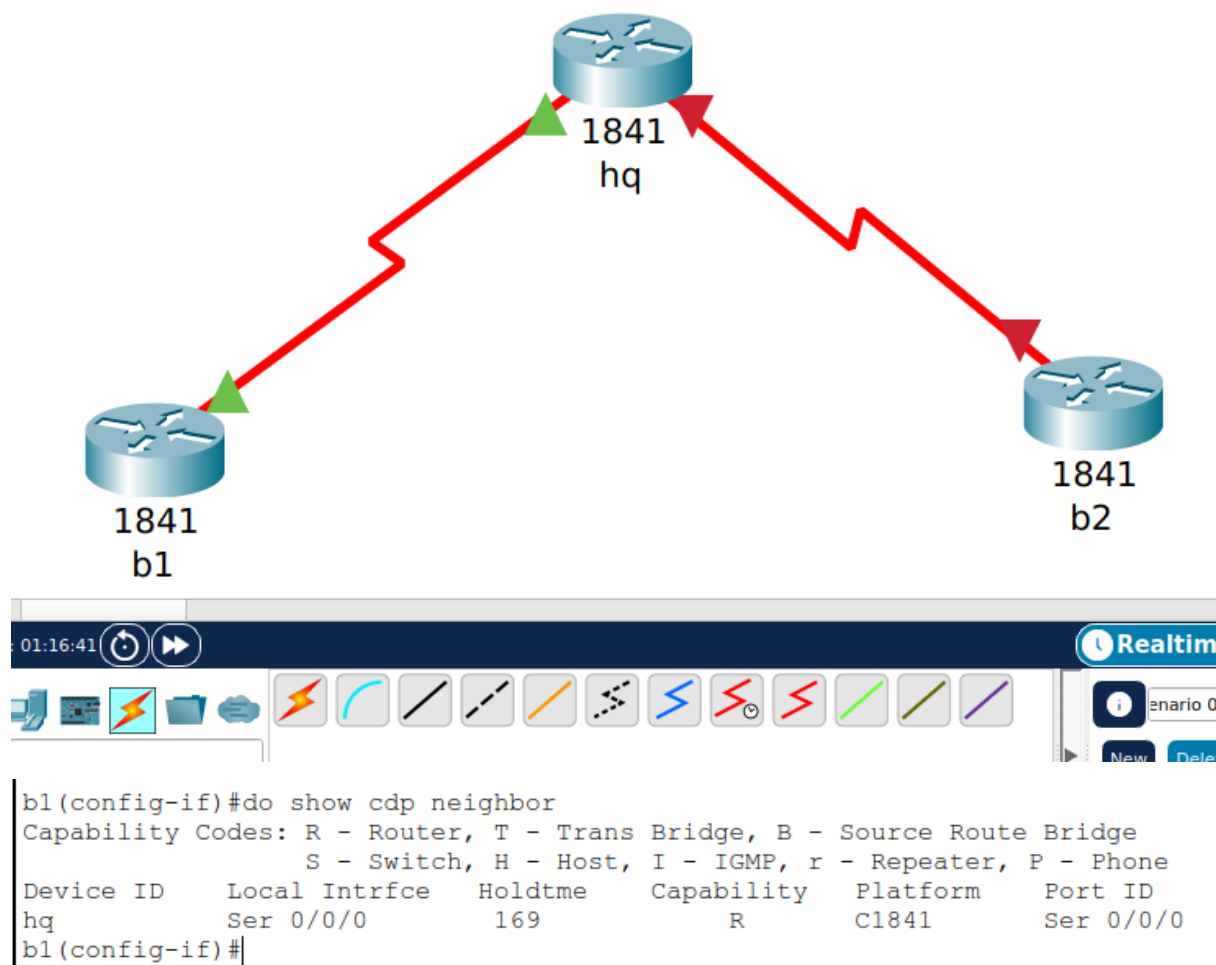 1841
hq
1841
b2
1841
b1
: 01:16:41
Realtim
enario 0
New
Dele
b1(config-if)#do show cdp neighbor
Capability Codes: R - Router, T - Trans Bridge, B - Source Route Bridge
S - Switch, H - Host, I - IGMP, r - Repeater, P - Phone
Device ID Local Intrfce Holdtme Capability Platform Port ID
hq Ser 0/0/0 169 R C1841 Ser 0/0/0
b1(config-if)#